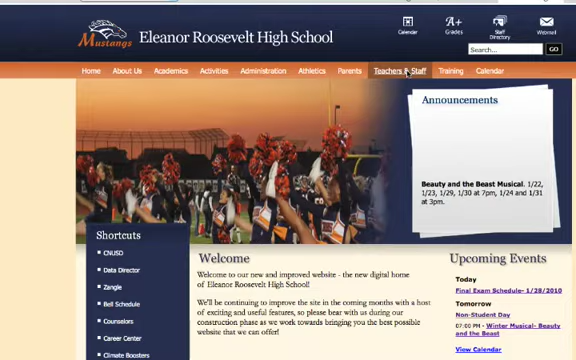 Mustangs
Eleanor Roosevelt High School
Calendar
A+
Grades
Staff
Directory
Webmail
Search...
GO
Home
About Us
Academics
Activities
Administration
Athletics
Parents
Teachers & Staff
Training
Calendar
Announcements
Beauty and the Beast Musical. 1/22,
1/23, 1/29, 1/30 at 7pm, 1/24 and 1/31
at 3pm.
Shortcuts
CNUSD
Data Director
Zangle
Bell Schedule
Counselors
Career Center
Climate Boosters
Welcome
Welcome to our new and improved website - the new digital home
of Eleanor Roosevelt High School!
We'll be continuing to improve the site in the coming months with a host
of exciting and useful features, so please bear with us during our
construction phase as we work towards bringing you the best possible
website that we can offer!
Upcoming Events
Today
Final Exam Schedule- 1/28/2010
Tomorrow
Non-Student Day
07:00 PM - Winter Musical- Beauty
and the Beast
View Calendar